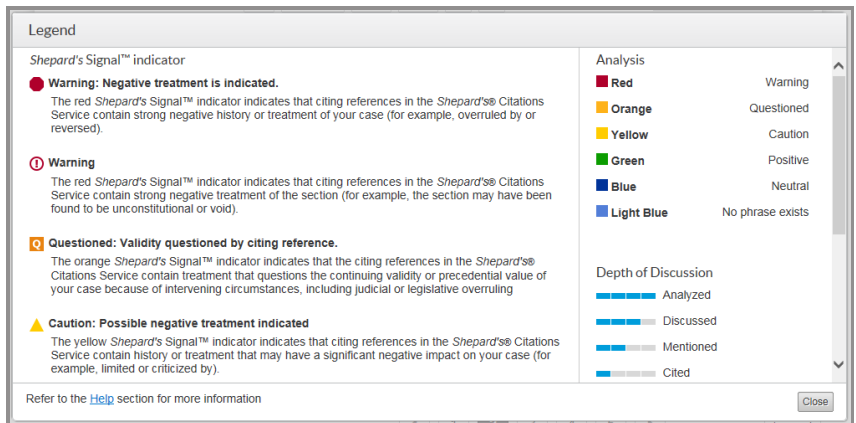 Legend
Shepard's Signal™ indicator
Warning: Negative treatment is indicated.
The red Shepard's Signal™ indicator indicates that citing references in the Shepard's® Citations
Service contain strong negative history or treatment of your case (for example, overruled by or
reversed).
Warning
The red Shepard's Signal™ indicator indicates that citing references in the Shepard's® Citations
Service contain strong negative treatment of the section (for example, the section may have been
found to be unconstitutional or void).
Q Questioned: Validity questioned by citing reference.
The orange Shepard's Signal™ indicator indicates that the citing references in the Shepard's®
Citations Service contain treatment that questions the continuing validity or precedential value of
your case because of intervening circumstances, including judicial or legislative overruling
Caution: Possible negative treatment indicated
The yellow Shepard's Signal™ indicator indicates that citing references in the Shepard's® Citations
Service contain history or treatment that may have a significant negative impact on your case (for
example, limited or criticized by).
Analysis
Red Warning
Orange Questioned
Yellow Caution
Green Positive
Blue Neutral
Light Blue No phrase exists
Depth of Discussion
Analyzed
Discussed
Mentioned
Cited
Refer to the Help section for more information
Close